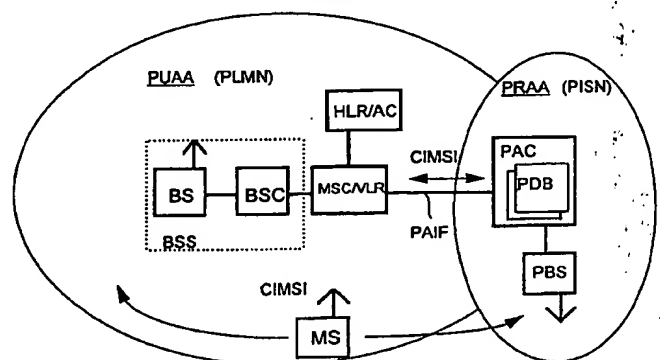 PUAA (PLMN)
PRAA (PISN)
HLR/AC
CIMSI
PAC
PDB
BS
BSC
MSC/VLR
BSS
PAIF
PBS
CIMSI
MS